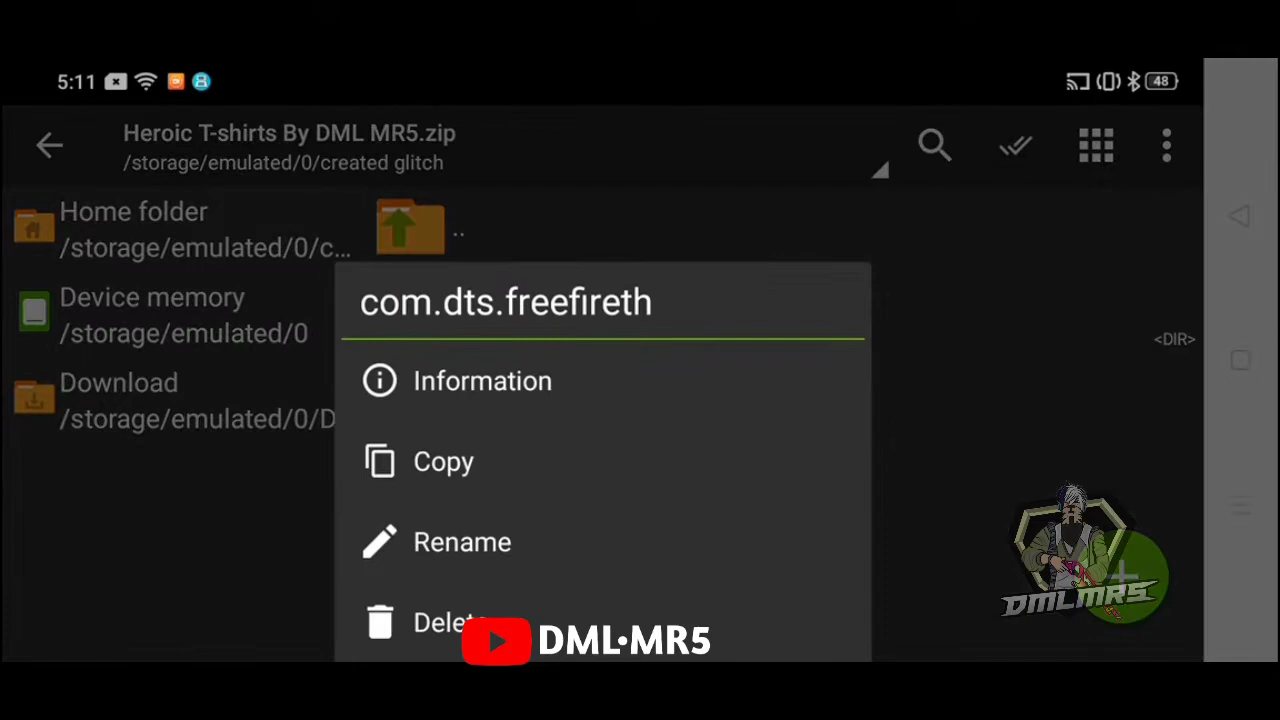 5:11
48
Heroic T-shirts By DML MR5.zip
/storage/emulated/0/created glitch
Home folder
/storage/emulated/0/c...
..
Device memory
/storage/emulated/0
Download
/storage/emulated/0/D
<DIR>
com.dts.freefireth
Information
Copy
Rename
Delete
DMLMR5
DML•MR5